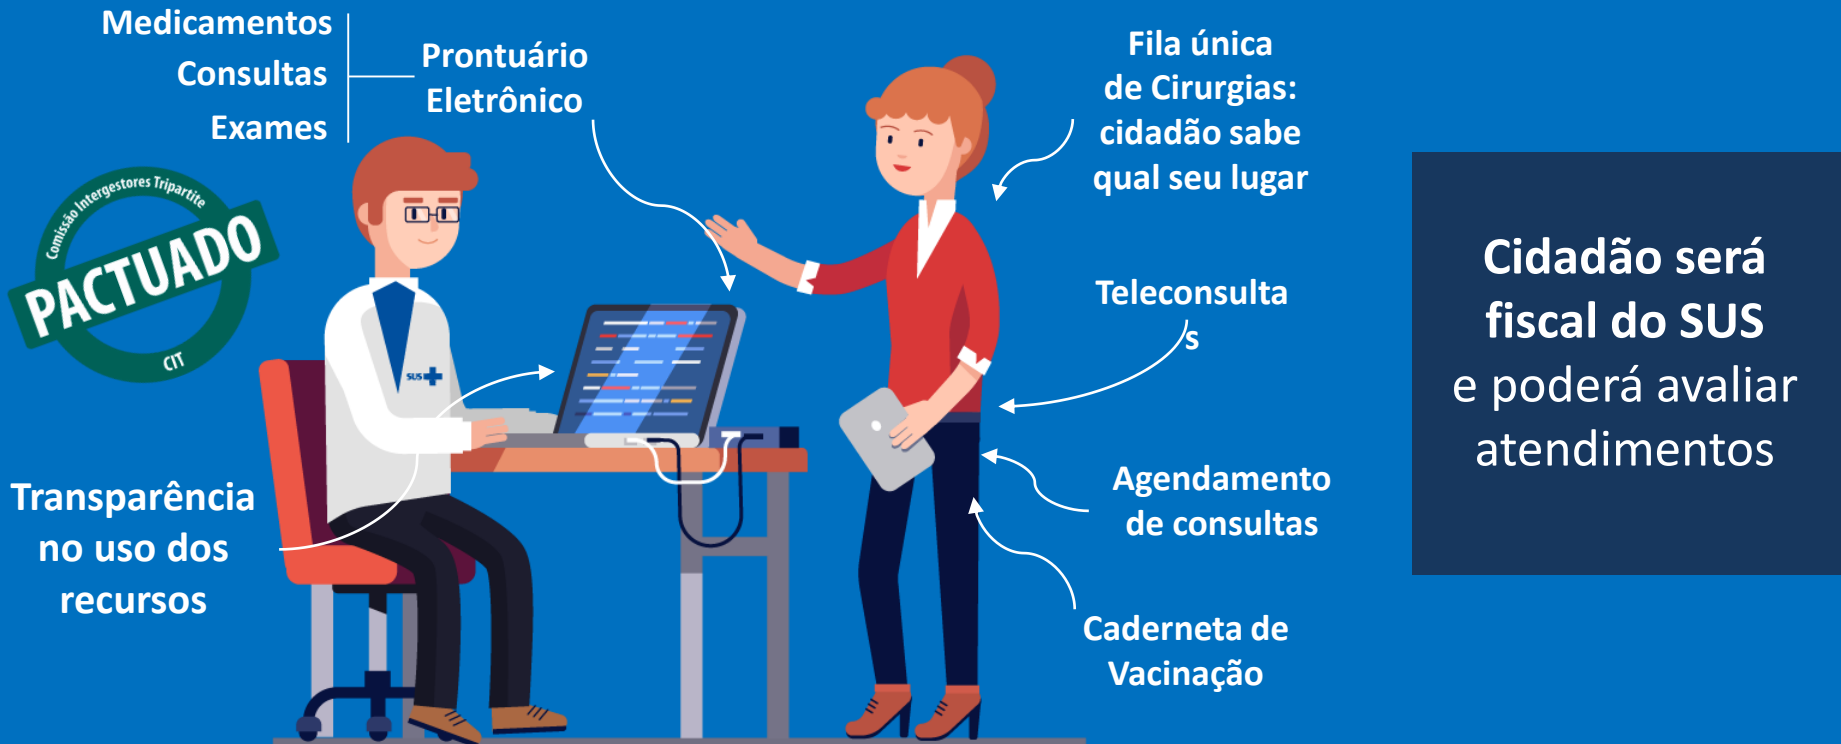 Medicamentos
Consultas
Exames
Prontuário
Eletrônico
Comissão Intergestores Tripartite
PACTUADO
CIT
SUS
Transparência
no uso dos
recursos
Fila única
de Cirurgias:
cidadão sabe
qual seu lugar
Teleconsulta
s
Agendamento
de consultas
Caderneta de
Vacinação
Cidadão será
fiscal do SUS
e poderá avaliar
atendimentos